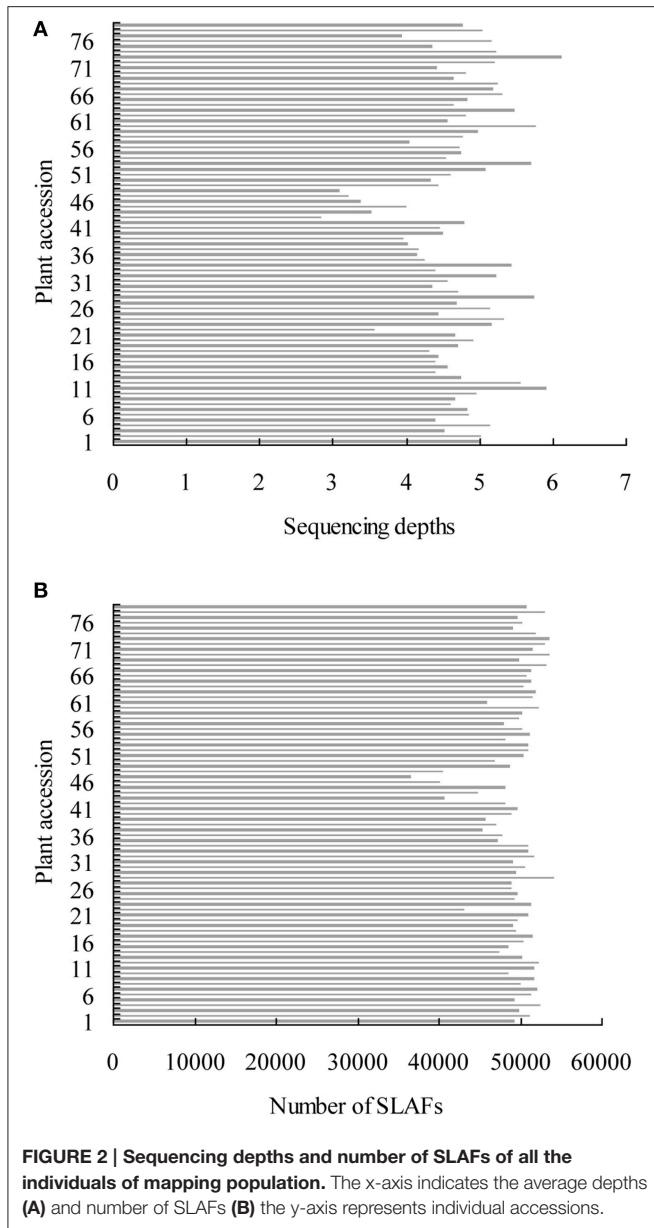 A
76
71
66
61
56
51
46
41
36
31
26
21
16
11
6
1
Plant accession
0 1 2 3 4 5 6 7
Sequencing depths
B
76
71
66
61
56
51
46
41
36
31
26
21
16
11
6
1
Plant accession
0 10000 20000 30000 40000 50000 60000
Number of SLAFs
FIGURE 2 | Sequencing depths and number of SLAFs of all the
individuals of mapping population. The x-axis indicates the average depths
(A) and number of SLAFs (B) the y-axis represents individual accessions.